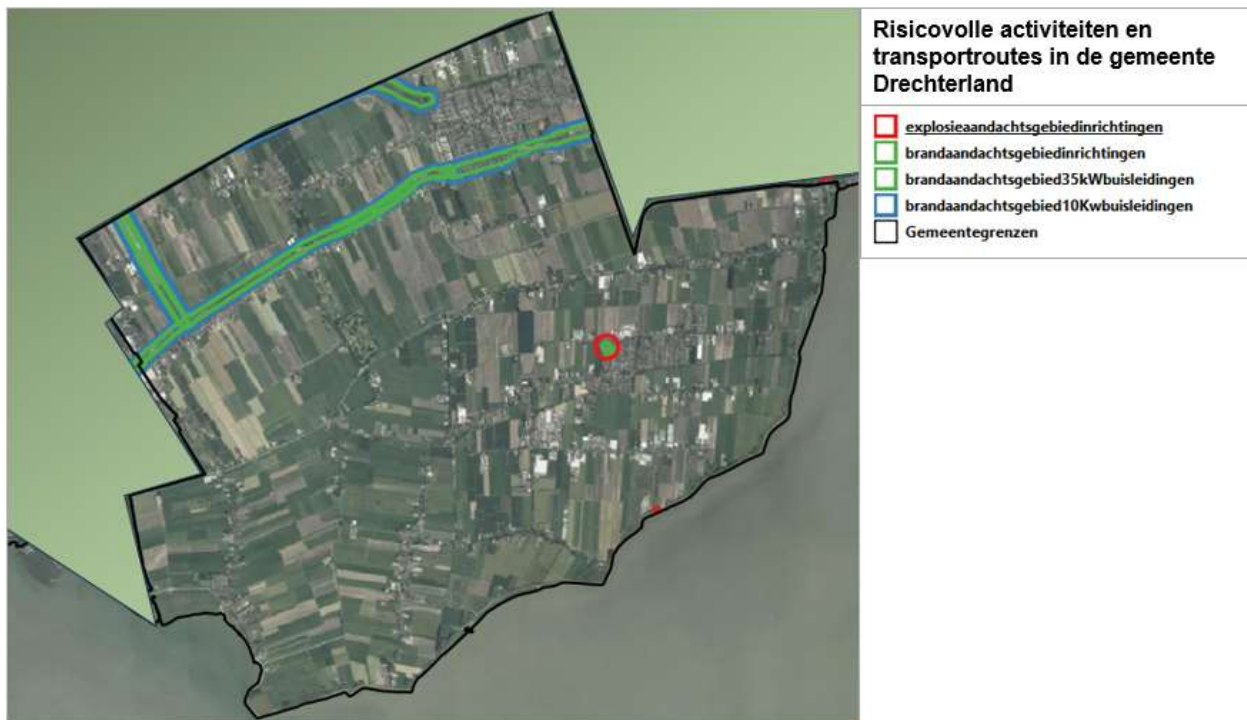 Risicovolle activiteiten en
transportroutes in de gemeente
Drechterland
explosieaandachtsgebiedinrichtingen
brandaandachtsgebiedinrichtingen
brandaandachtsgebied35kWbuisleidingen
brandaandachtsgebied10Kwbuisleidingen
Gemeentegrenzen